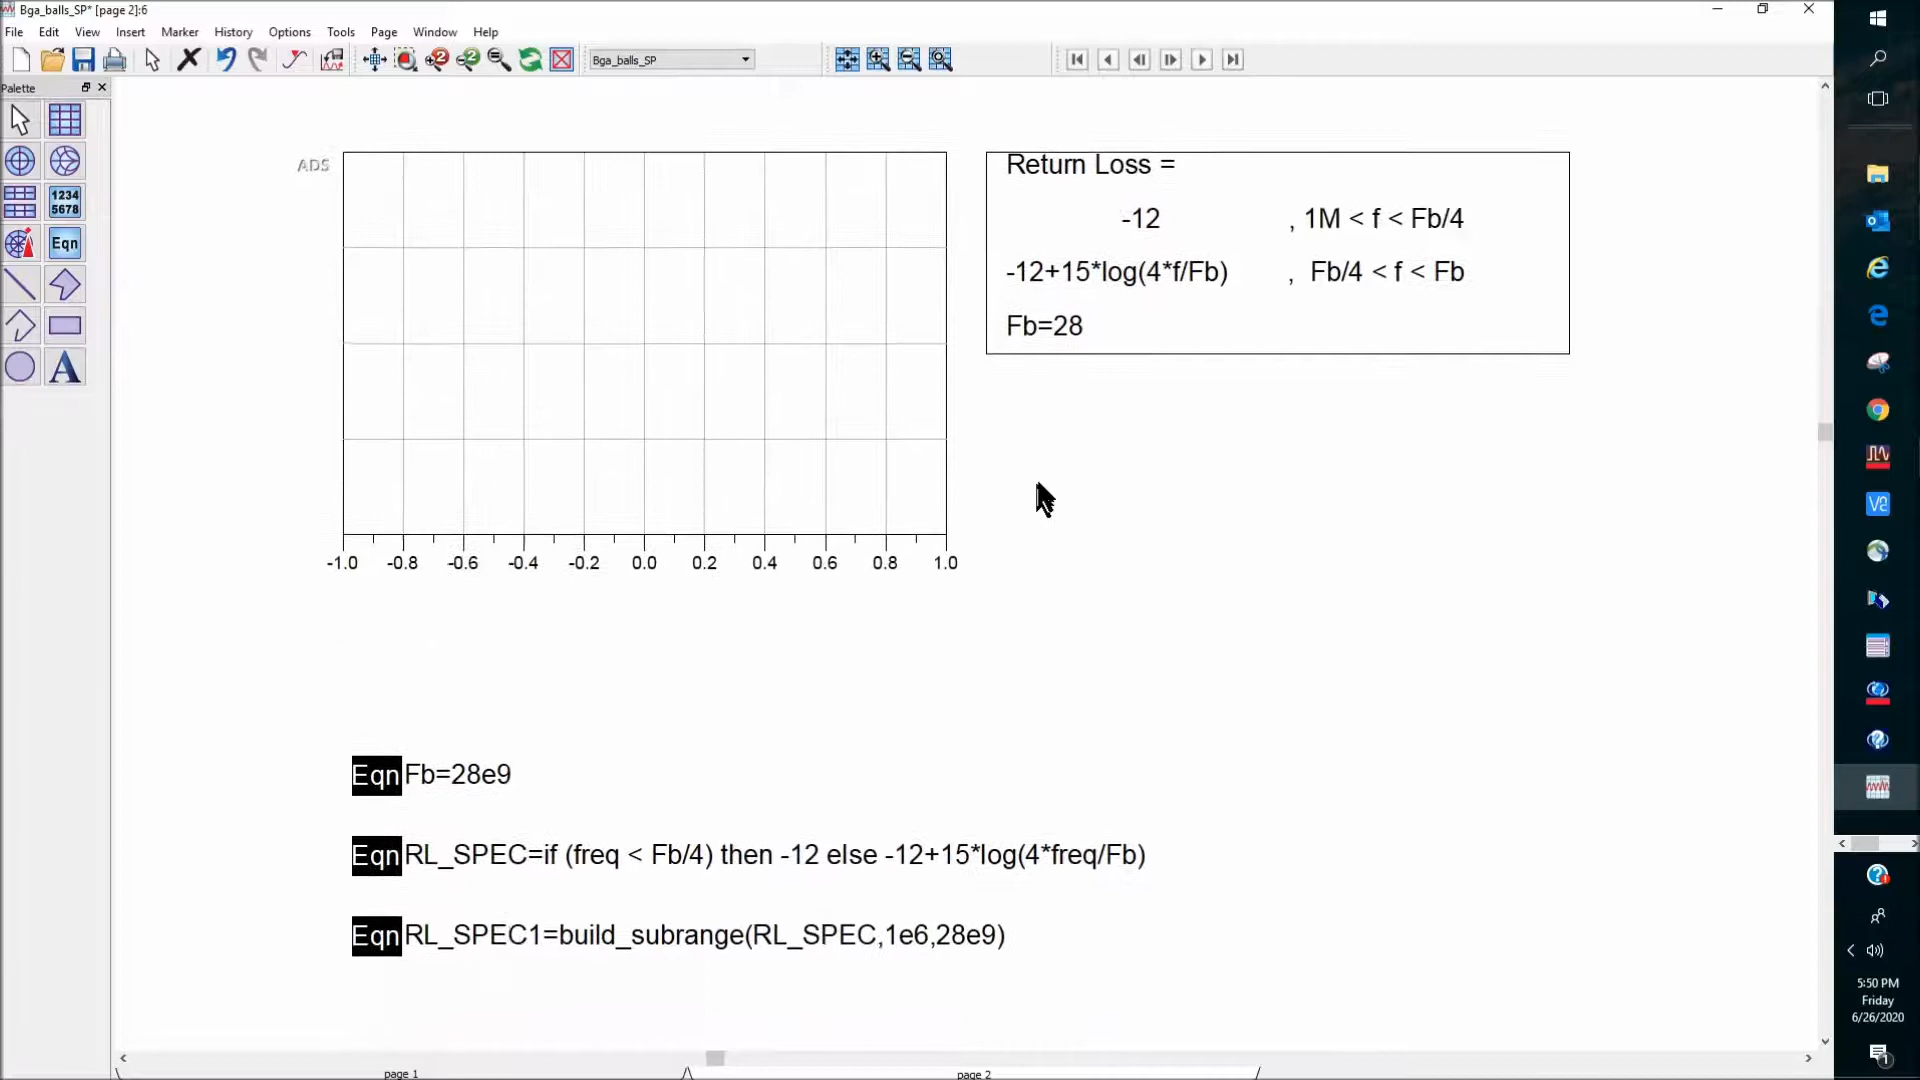 Bga_balls_SP* [page 2]:6
File Edit View Insert Marker History Options Tools Page Window Help
Bga_balls_SP
Palette
1234
5678
Eqn
A
ADS
-1.0 -0.8 -0.6 -0.4 -0.2 0.0 0.2 0.4 0.6 0.8 1.0
Return Loss =
-12 , 1M < f < Fb/4
-12+15*log(4*f/Fb) , Fb/4 < f < Fb
Fb=28
Eqn Fb=28e9
Eqn RL_SPEC=if (freq < Fb/4) then -12 else -12+15*log(4*freq/Fb)
Eqn RL_SPEC1=build_subrange(RL_SPEC,1e6,28e9)
page 1 page 2
5:50 PM
Friday
6/26/2020
1